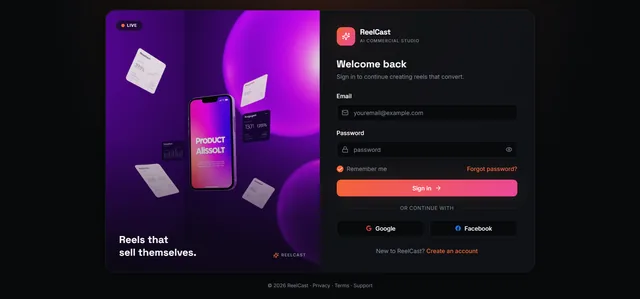 LIVE
PRODUCT
Reels that
sell themselves.
REELCAST
ReelCast
AI COMMERCIAL STUDIO
Welcome back
Sign in to continue creating reels that convert.
Email
youremail@example.com
Password
password
Remember me
Forgot password?
Sign in →
OR CONTINUE WITH
Google
Facebook
New to ReelCast? Create an account
© 2026 ReelCast · Privacy · Terms · Support